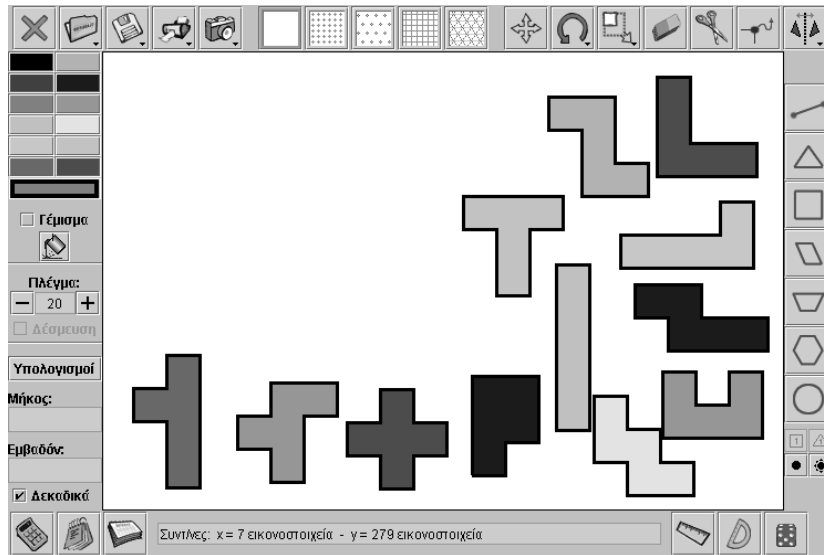 Γέμισμα
Πλέγμα:
20
Δέσμευση
Υπολογισμοί
Μήκος:
Εμβαδόν:
Δεκαδικά
Συντ/νες: x = 7 εικονοστοιχεία - y = 279 εικονοστοιχεία